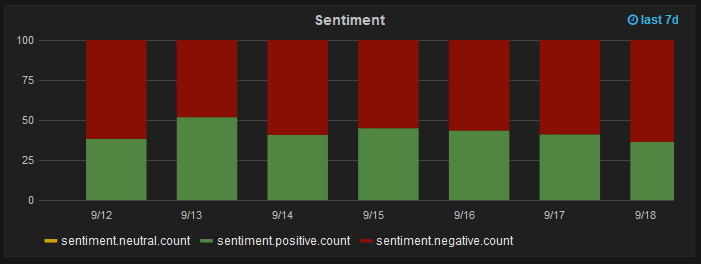 Sentiment
last 7d
100
75
50
25
0
9/12 9/13 9/14 9/15 9/16 9/17 9/18
sentiment.neutral.count sentiment.positive.count sentiment.negative.count